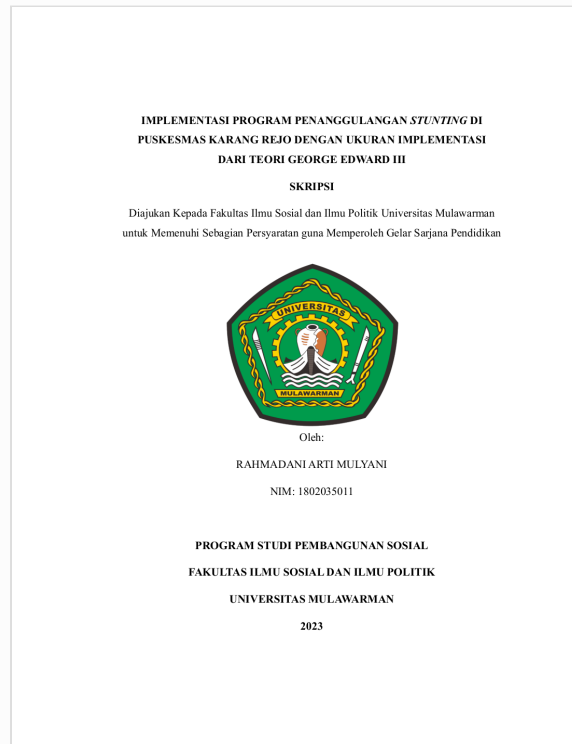 IMPLEMENTASI PROGRAM PENANGGULANGAN STUNTING DI
PUSKESMAS KARANG REJO DENGAN UKURAN IMPLEMENTASI
DARI TEORI GEORGE EDWARD III
SKRIPSI
Diajukan Kepada Fakultas Ilmu Sosial dan Ilmu Politik Universitas Mulawarman
untuk Memenuhi Sebagian Persyaratan guna Memperoleh Gelar Sarjana Pendidikan
UNIVERSITAS
MULAWARMAN
Oleh:
RAHMADANI ARTI MULYANI
NIM: 1802035011
PROGRAM STUDI PEMBANGUNAN SOSIAL
FAKULTAS ILMU SOSIAL DAN ILMU POLITIK
UNIVERSITAS MULAWARMAN
2023